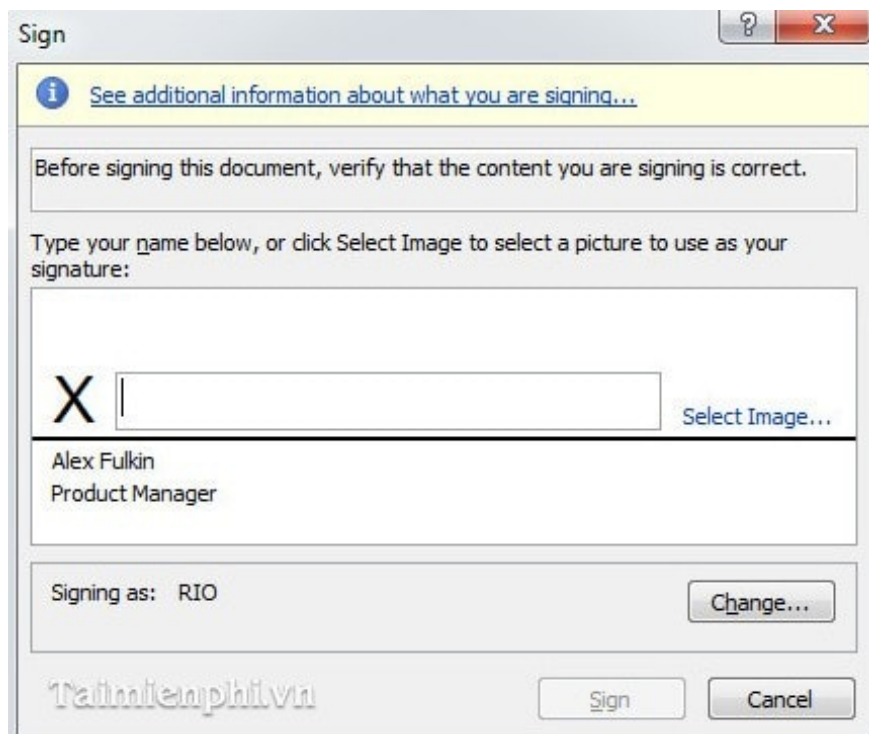 Sign
See additional information about what you are signing...
Before signing this document, verify that the content you are signing is correct.
Type your name below, or click Select Image to select a picture to use as your
signature:
X
Select Image...
Alex Fulkin
Product Manager
Signing as: RIO
Change...
Taimienphi.vn
Sign
Cancel